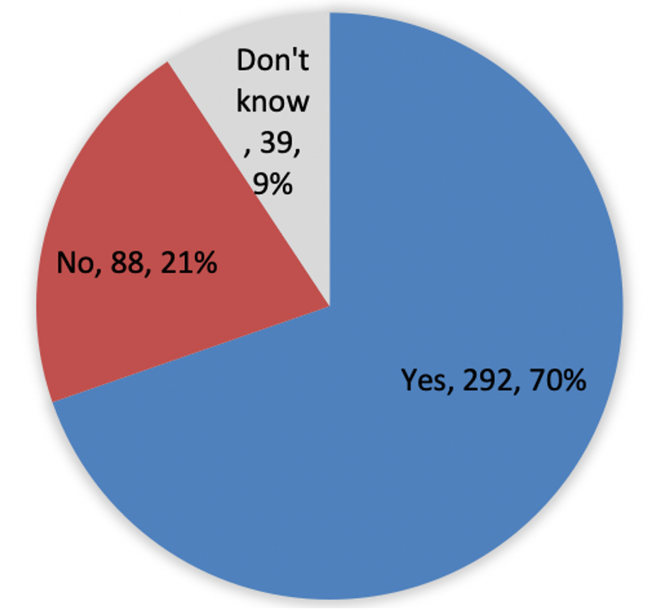 Don't
know
, 39,
9%
No, 88, 21%
Yes, 292, 70%